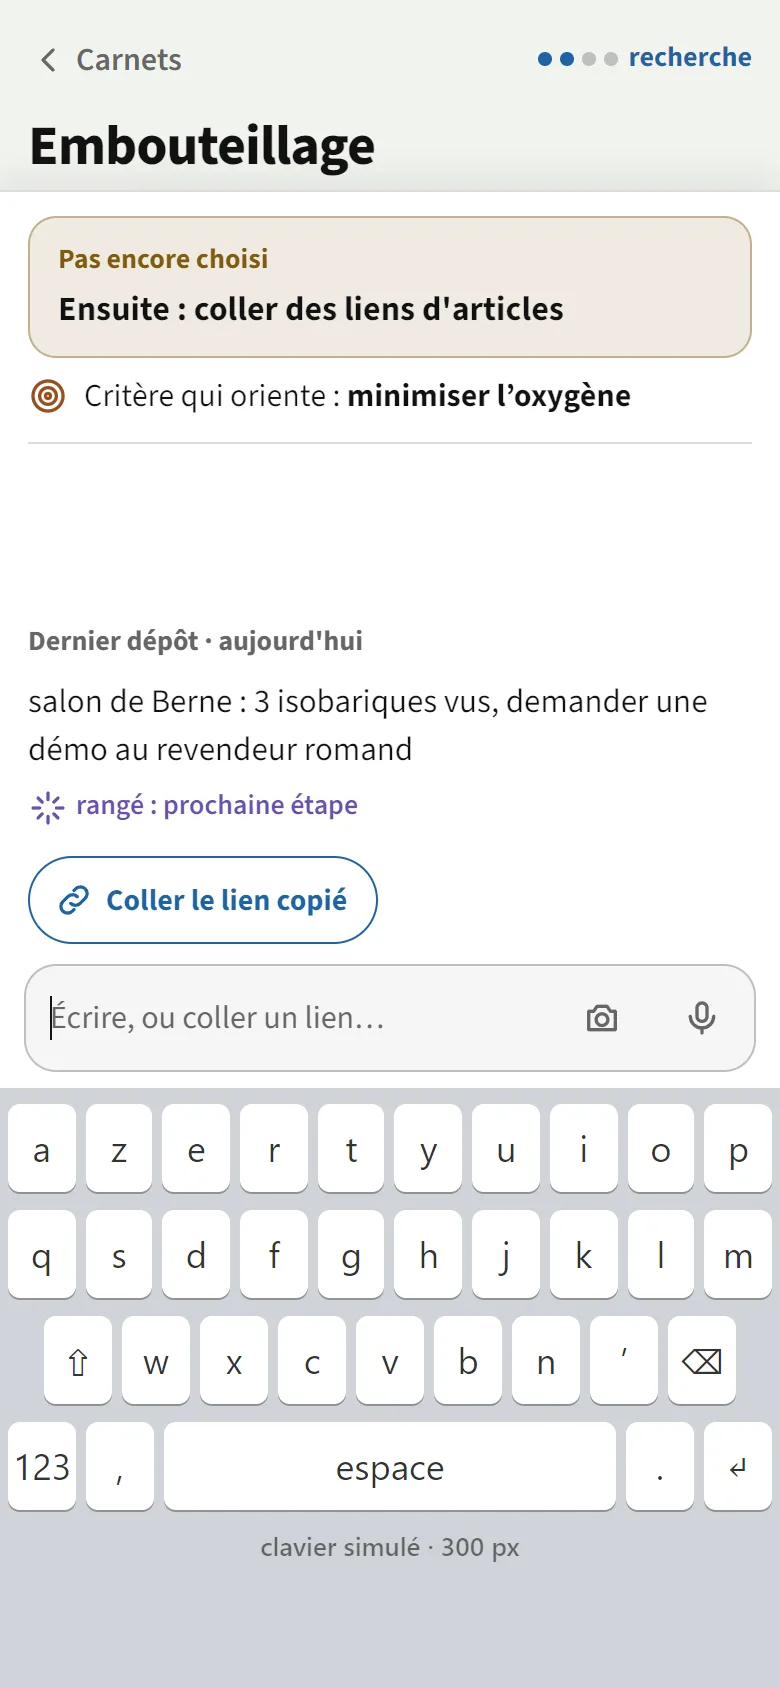 Carnets
recherche
Embouteillage
Pas encore choisi
Ensuite : coller des liens d'articles
Critère qui oriente : minimiser l’oxygène
Dernier dépôt · aujourd'hui
salon de Berne : 3 isobariques vus, demander une
démo au revendeur romand
rangé : prochaine étape
Coller le lien copié
Écrire, ou coller un lien…
a z e r t y u i o p
q s d f g h j k l m
⇧ w x c v b n ’ ⌫
123 , espace . ↵
clavier simulé · 300 px